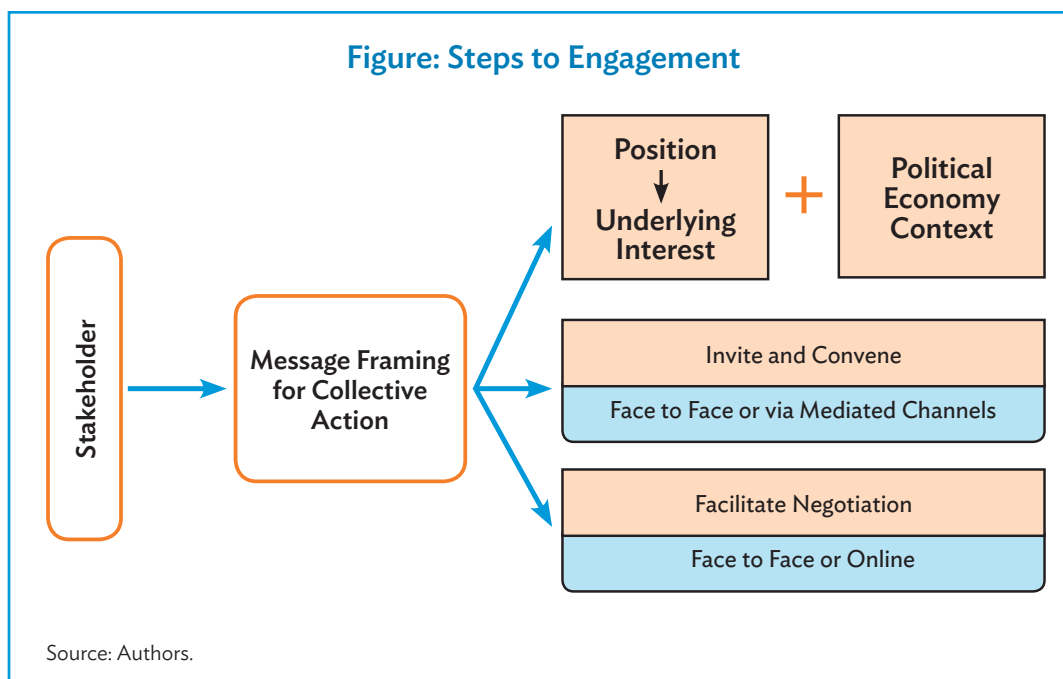 Figure: Steps to Engagement
Stakeholder
Message Framing
for Collective
Action
Position
Underlying
Interest
+
Political
Economy
Context
Invite and Convene
Face to Face or via Mediated Channels
Facilitate Negotiation
Face to Face or Online
Source: Authors.